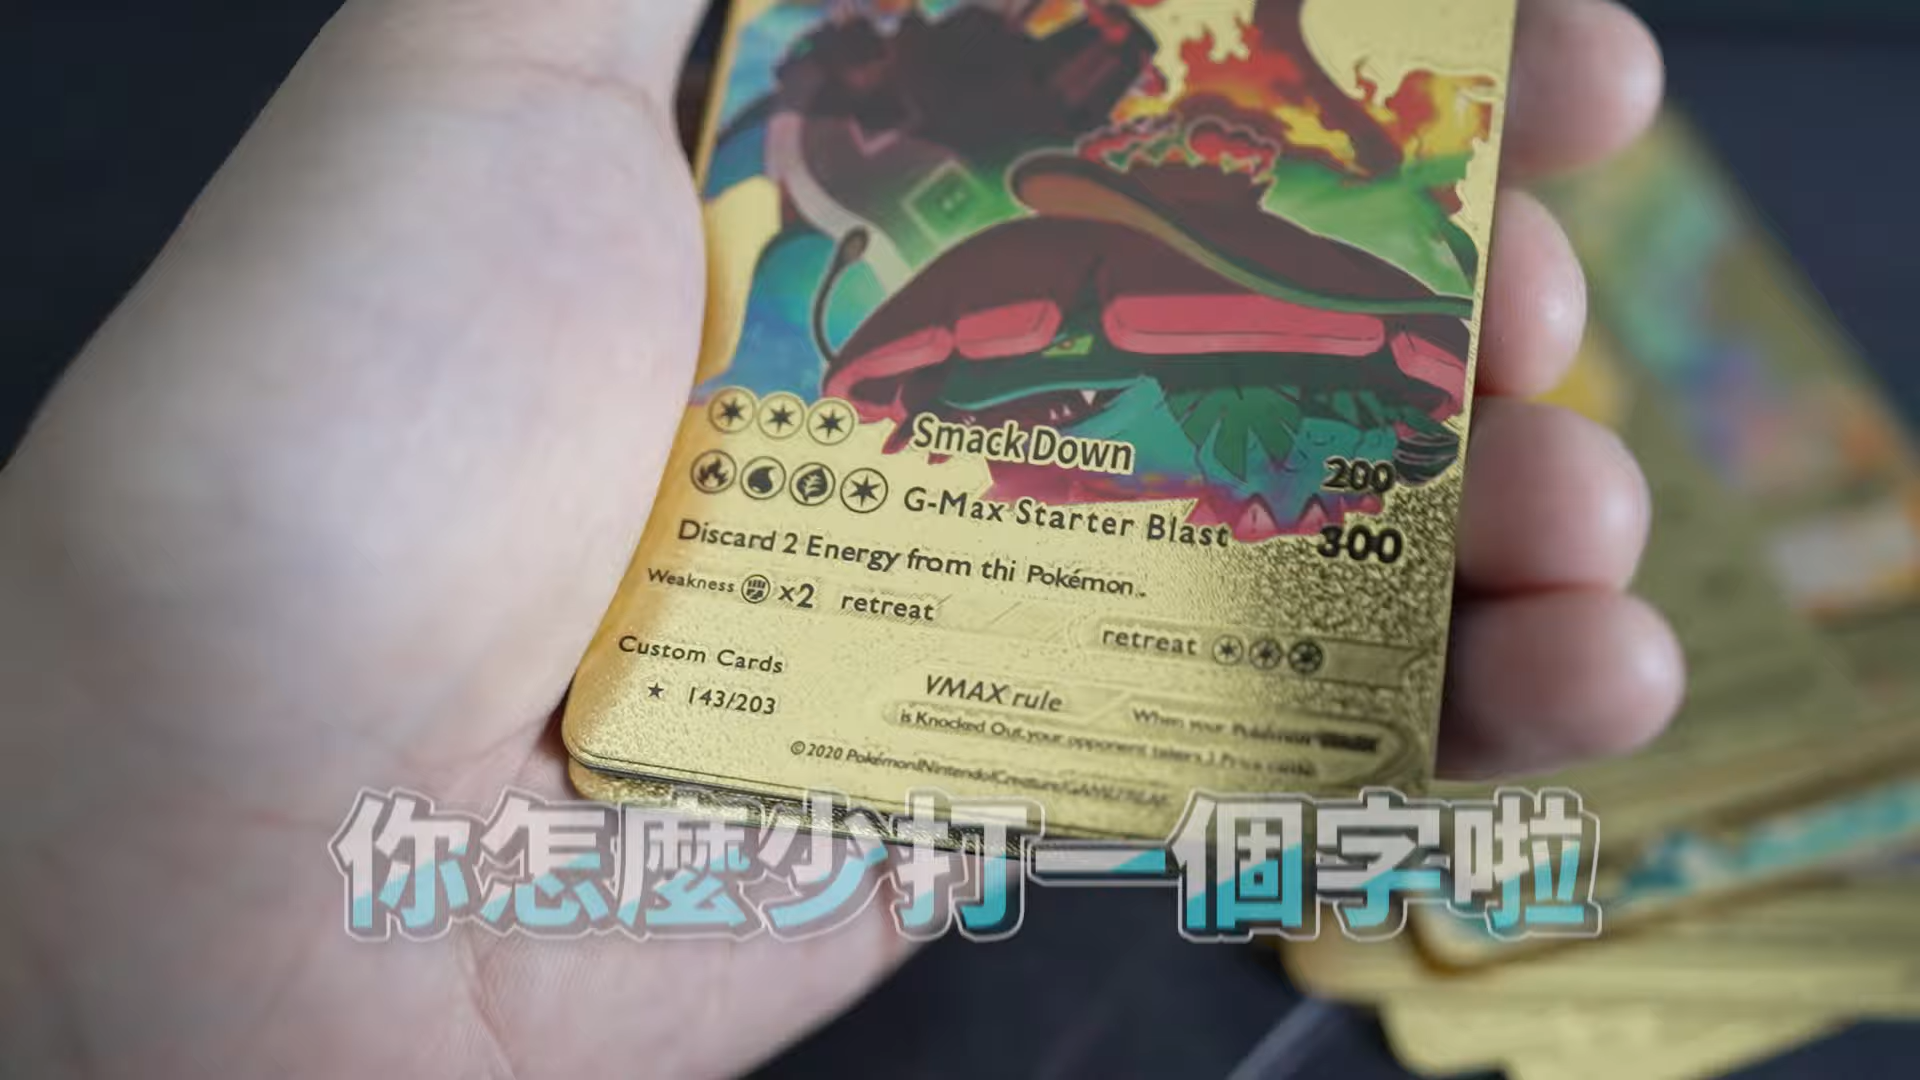 Smack Down 200
G-Max Starter Blast 300
Discard 2 Energy from thi Pokémon.
Weakness x2 retreat
retreat
Custom Cards
143/203
VMAX rule
When your Pokémon
is Knocked Out, your opponent takes 3 Prize cards.
©2020 Pokémon/Nintendo/Creature/GAMEFREAK
你怎麼少打一個字啦